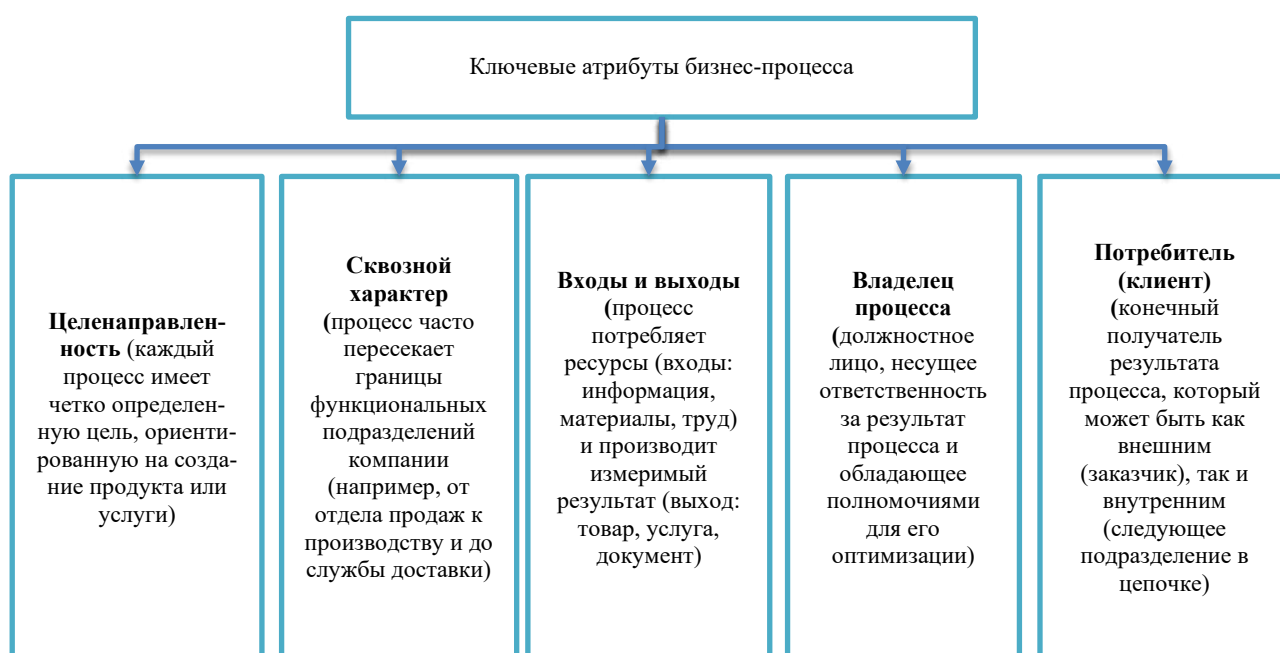 Ключевые атрибуты бизнес-процесса
Целенаправлен-
ность (каждый
процесс имеет
четко определен-
ную цель, ориенти-
рованную на созда-
ние продукта или
услуги)
Сквозной
характер
(процесс часто
пересекает
границы
функциональных
подразделений
компании
(например, от
отдела продаж к
производству и до
службы доставки)
Входы и выходы
(процесс
потребляет
ресурсы (входы:
информация,
материалы, труд)
и производит
измеримый
результат (выход:
товар, услуга,
документ)
Владелец
процесса
(должностное
лицо, несущее
ответственность
за результат
процесса и
обладающее
полномочиями
для его
оптимизации)
Потребитель
(клиент)
(конечный
получатель
результата
процесса, который
может быть как
внешним
(заказчик), так и
внутренним
(следующее
подразделение в
цепочке)